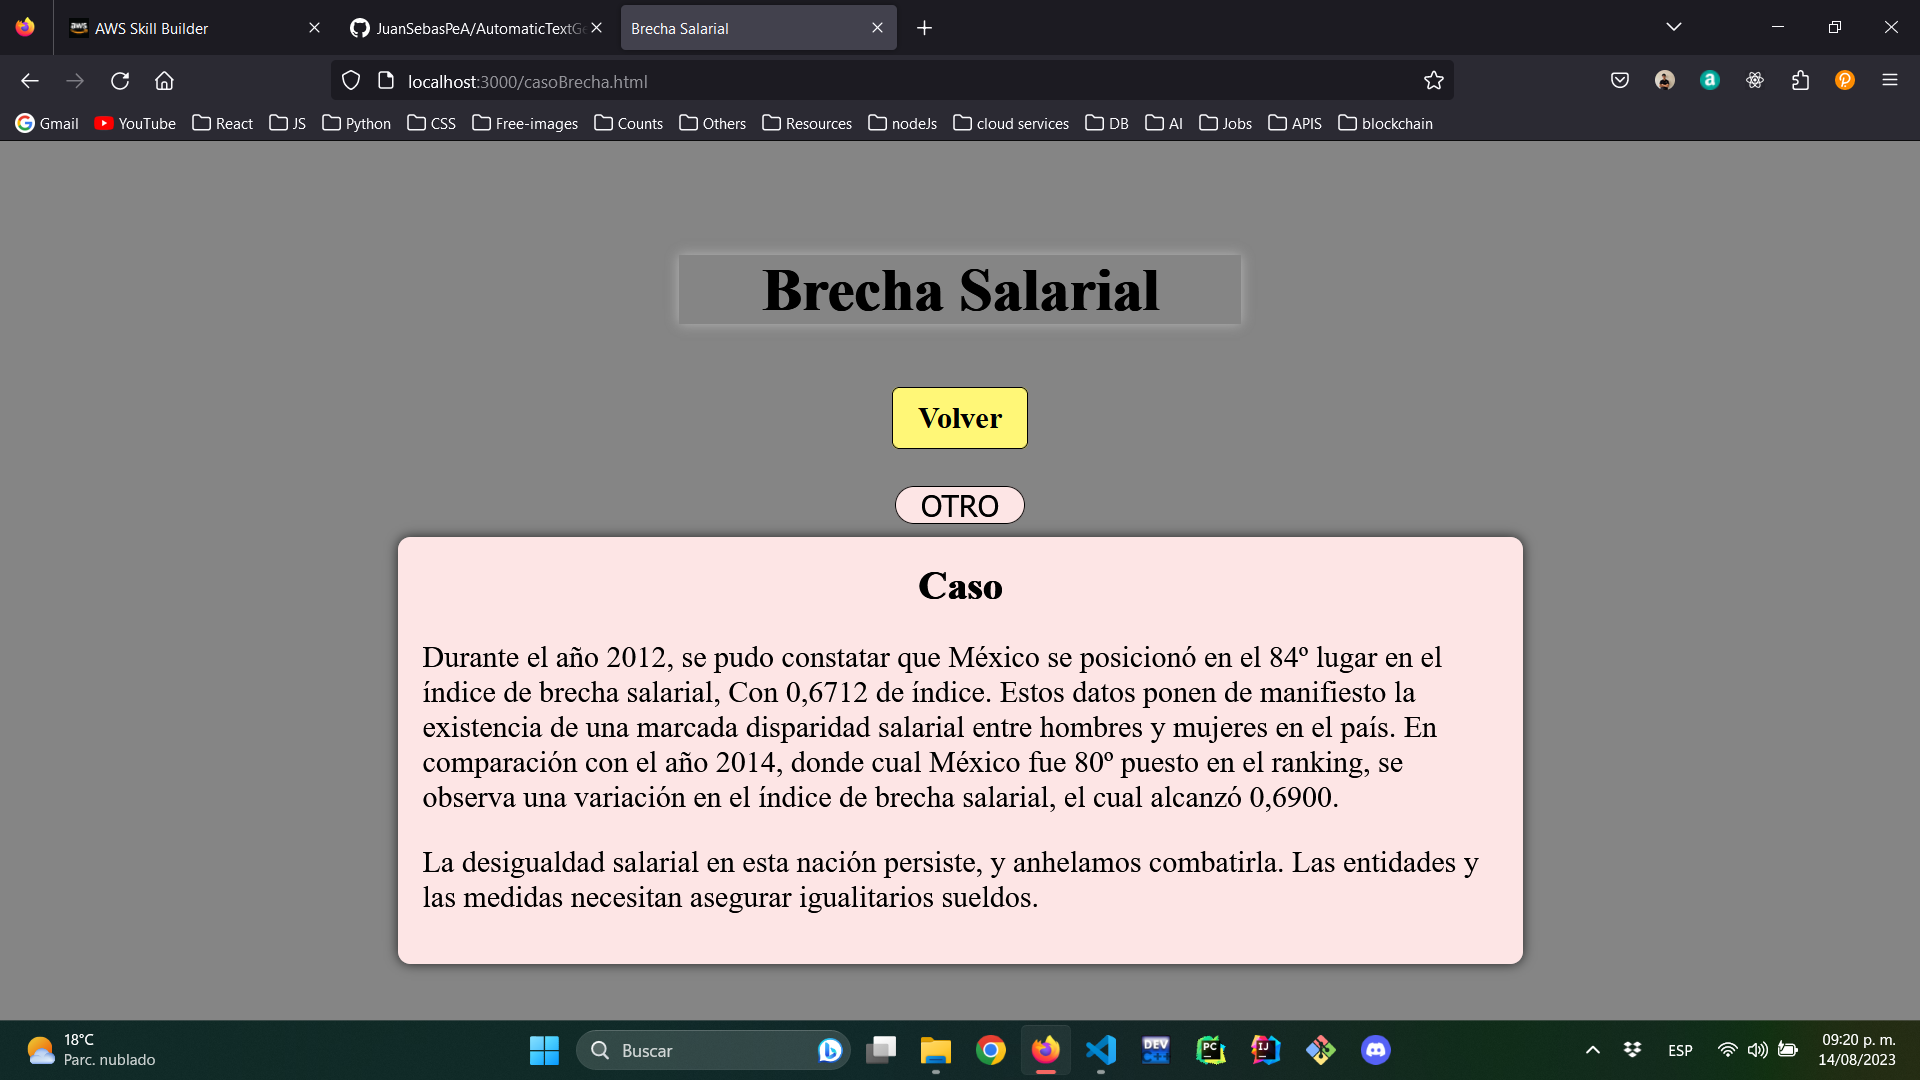 AWS Skill Builder
JuanSebasPeA/AutomaticTextGe
Brecha Salarial
localhost:3000/casoBrecha.html
Gmail
YouTube
React
JS
Python
CSS
Free-images
Counts
Others
Resources
nodeJs
cloud services
DB
AI
Jobs
APIS
blockchain
Brecha Salarial
Volver
OTRO
Caso
Durante el año 2012, se pudo constatar que México se posicionó en el 84º lugar en el
índice de brecha salarial, Con 0,6712 de índice. Estos datos ponen de manifiesto la
existencia de una marcada disparidad salarial entre hombres y mujeres en el país. En
comparación con el año 2014, donde cual México fue 80º puesto en el ranking, se
observa una variación en el índice de brecha salarial, el cual alcanzó 0,6900.
La desigualdad salarial en esta nación persiste, y anhelamos combatirla. Las entidades y
las medidas necesitan asegurar igualitarios sueldos.
18°C
Parc. nublado
Buscar
DEV
PC
IJ
ESP
09:20 p. m.
14/08/2023